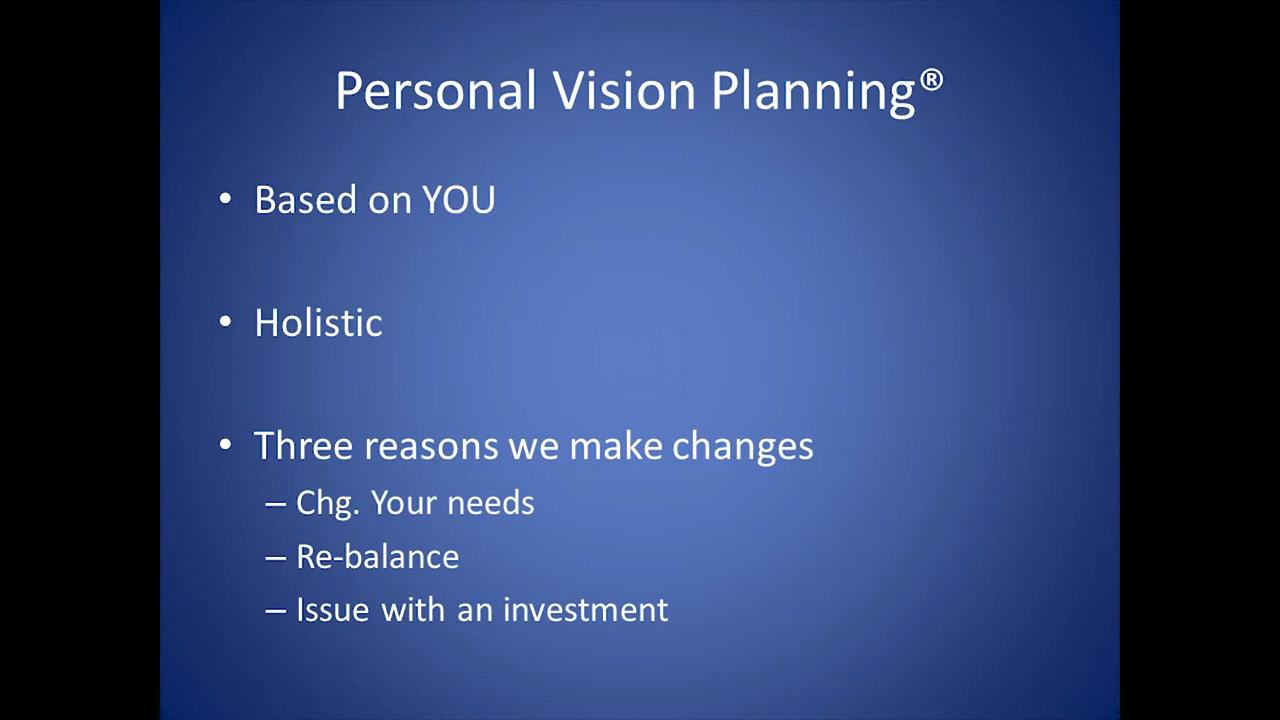 Personal Vision Planning®
• Based on YOU
• Holistic
• Three reasons we make changes
– Chg. Your needs
– Re-balance
– Issue with an investment